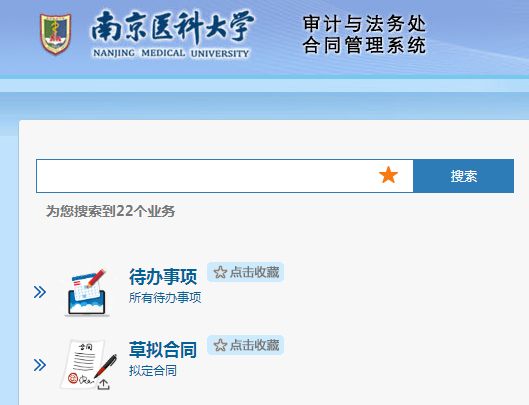 南京医科大学
NANJING MEDICAL UNIVERSITY
审计与法务处
合同管理系统
搜索
为您搜索到22个业务
待办事项
点击收藏
所有待办事项
合同
草拟合同
点击收藏
拟定合同